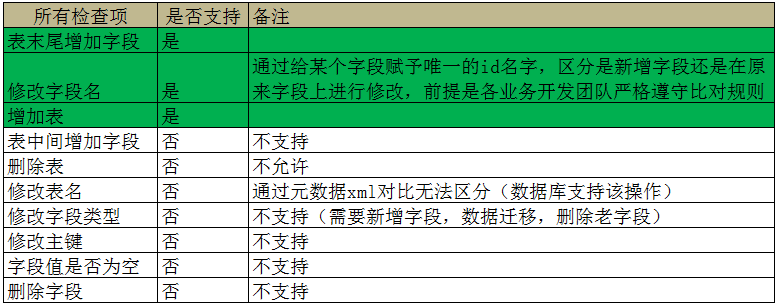 所有检查项 是否支持 备注
表末尾增加字段 是
修改字段名 是 通过给某个字段赋予唯一的id名字，区分是新增字段还是在原
来字段上进行修改，前提是各业务开发团队严格遵守比对规则
增加表 是
表中间增加字段 否 不支持
删除表 否 不允许
修改表名 否 通过元数据xml对比无法区分（数据库支持该操作）
修改字段类型 否 不支持（需要新增字段，数据迁移，删除老字段）
修改主键 否 不支持
字段值是否为空 否 不支持
删除字段 否 不支持